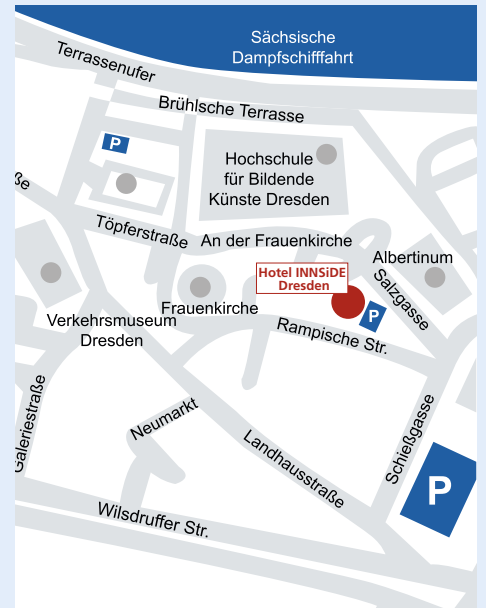 Sächsische
Dampfschifffahrt
Terrassenufer
Brühlsche Terrasse
P
Hochschule
für Bildende
Künste Dresden
ße
Töpferstraße
An der Frauenkirche
Albertinum
Hotel INNSiDE
Dresden
Salzgasse
Frauenkirche
P
Verkehrsmuseum
Dresden
Rampische Str.
Galeriestraße
Neumarkt
Schießgasse
Landhausstraße
P
Wilsdruffer Str.